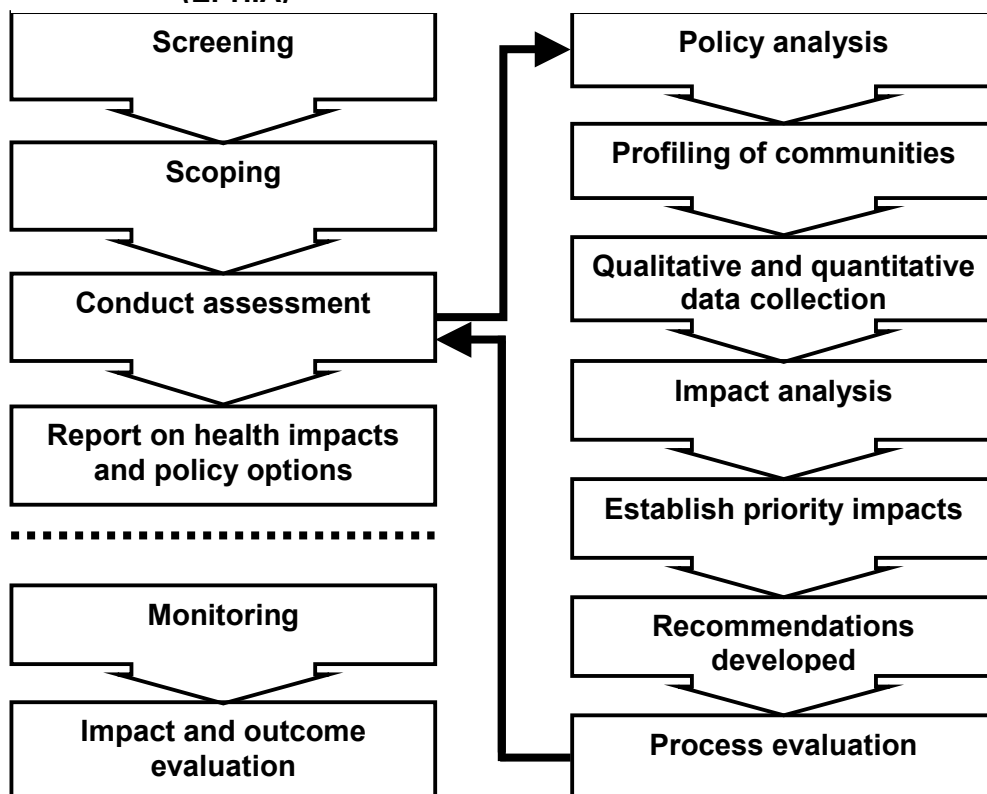 Screening
Scoping
Conduct assessment
Report on health impacts
and policy options
Monitoring
Impact and outcome
evaluation
Policy analysis
Profiling of communities
Qualitative and quantitative
data collection
Impact analysis
Establish priority impacts
Recommendations
developed
Process evaluation